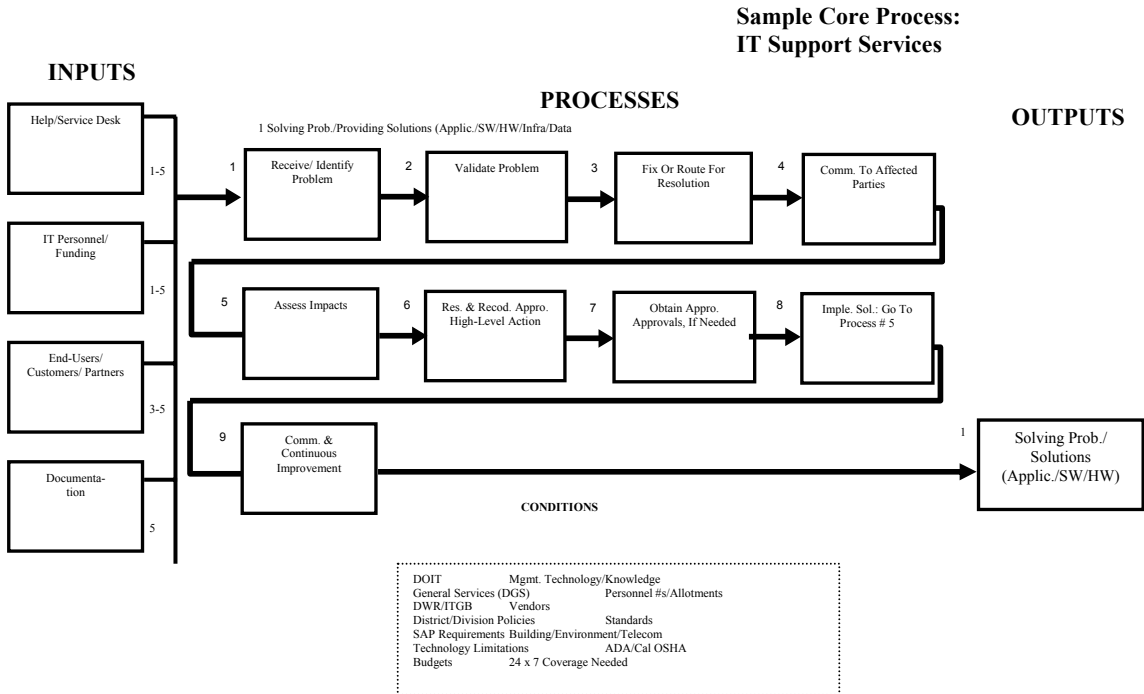 Sample Core Process:
IT Support Services
INPUTS
PROCESSES
OUTPUTS
Help/Service Desk
1-5
IT Personnel/
Funding
1-5
End-Users/
Customers/ Partners
3-5
Documenta-
tion
5
1 Solving Prob./Providing Solutions (Applic./SW/HW/Infra/Data
1
Receive/ Identify
Problem
2
Validate Problem
3
Fix Or Route For
Resolution
4
Comm. To Affected
Parties
5
Assess Impacts
6
Res. & Recod. Appro.
High-Level Action
7
Obtain Appro.
Approvals, If Needed
8
Imple. Sol.: Go To
Process # 5
9
Comm. &
Continuous
Improvement
1
Solving Prob./
Solutions
(Applic./SW/HW)
CONDITIONS
DOIT Mgmt. Technology/Knowledge
General Services (DGS) Personnel #s/Allotments
DWR/ITGB Vendors
District/Division Policies Standards
SAP Requirements Building/Environment/Telecom
Technology Limitations ADA/Cal OSHA
Budgets 24 x 7 Coverage Needed